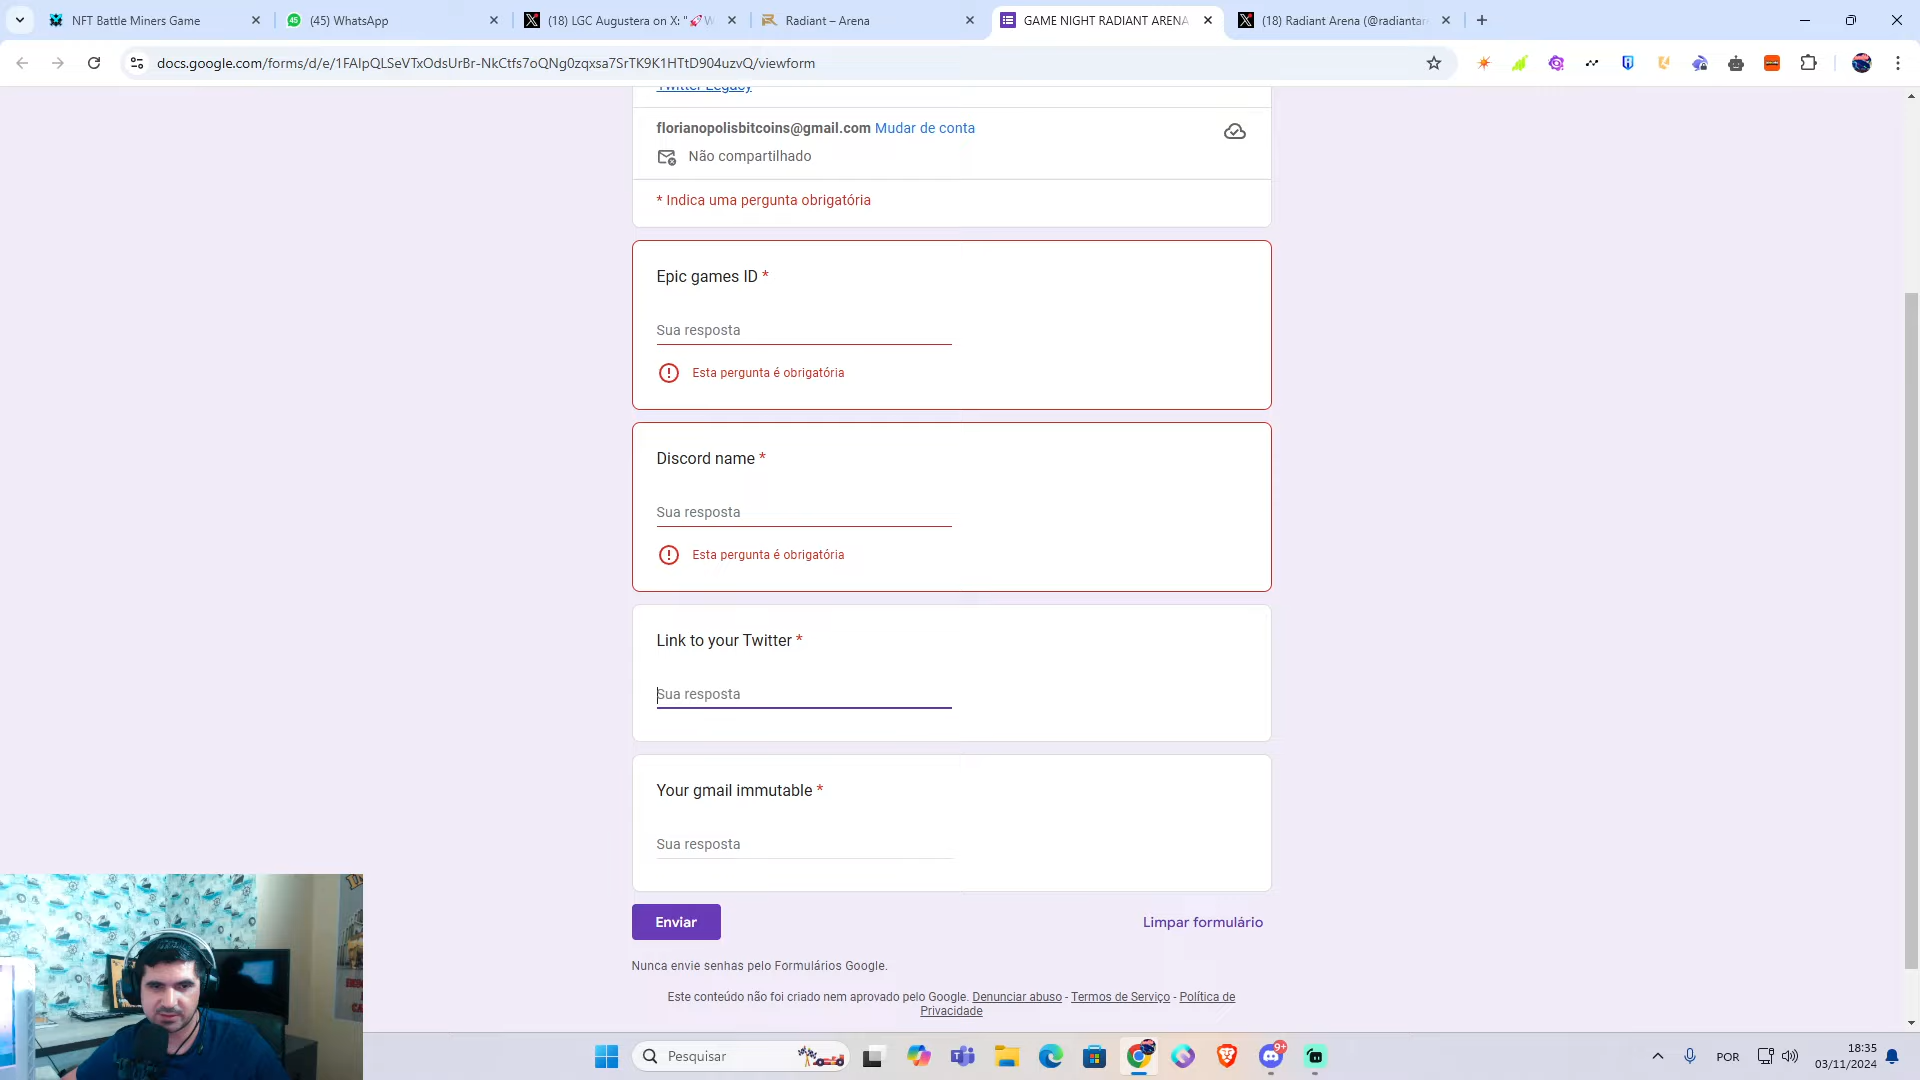 NFT Battle Miners Game
(45) WhatsApp
(18) LGC Augustera on X: "🚀W
Radiant – Arena
GAME NIGHT RADIANT ARENA
(18) Radiant Arena (@radiantar
docs.google.com/forms/d/e/1FAIpQLSeVTxOdsUrBr-NkCtfs7oQNg0zqxsa7SrTK9K1HTtD904uzvQ/viewform
Twitter Legacy
florianopolisbitcoins@gmail.com Mudar de conta
Não compartilhado
* Indica uma pergunta obrigatória
Epic games ID *
Sua resposta
Esta pergunta é obrigatória
Discord name *
Sua resposta
Esta pergunta é obrigatória
Link to your Twitter *
Sua resposta
Your gmail immutable *
Sua resposta
Enviar
Limpar formulário
Nunca envie senhas pelo Formulários Google.
Este conteúdo não foi criado nem aprovado pelo Google. Denunciar abuso - Termos de Serviço - Política de
Privacidade
Pesquisar
9+
POR
18:35
03/11/2024